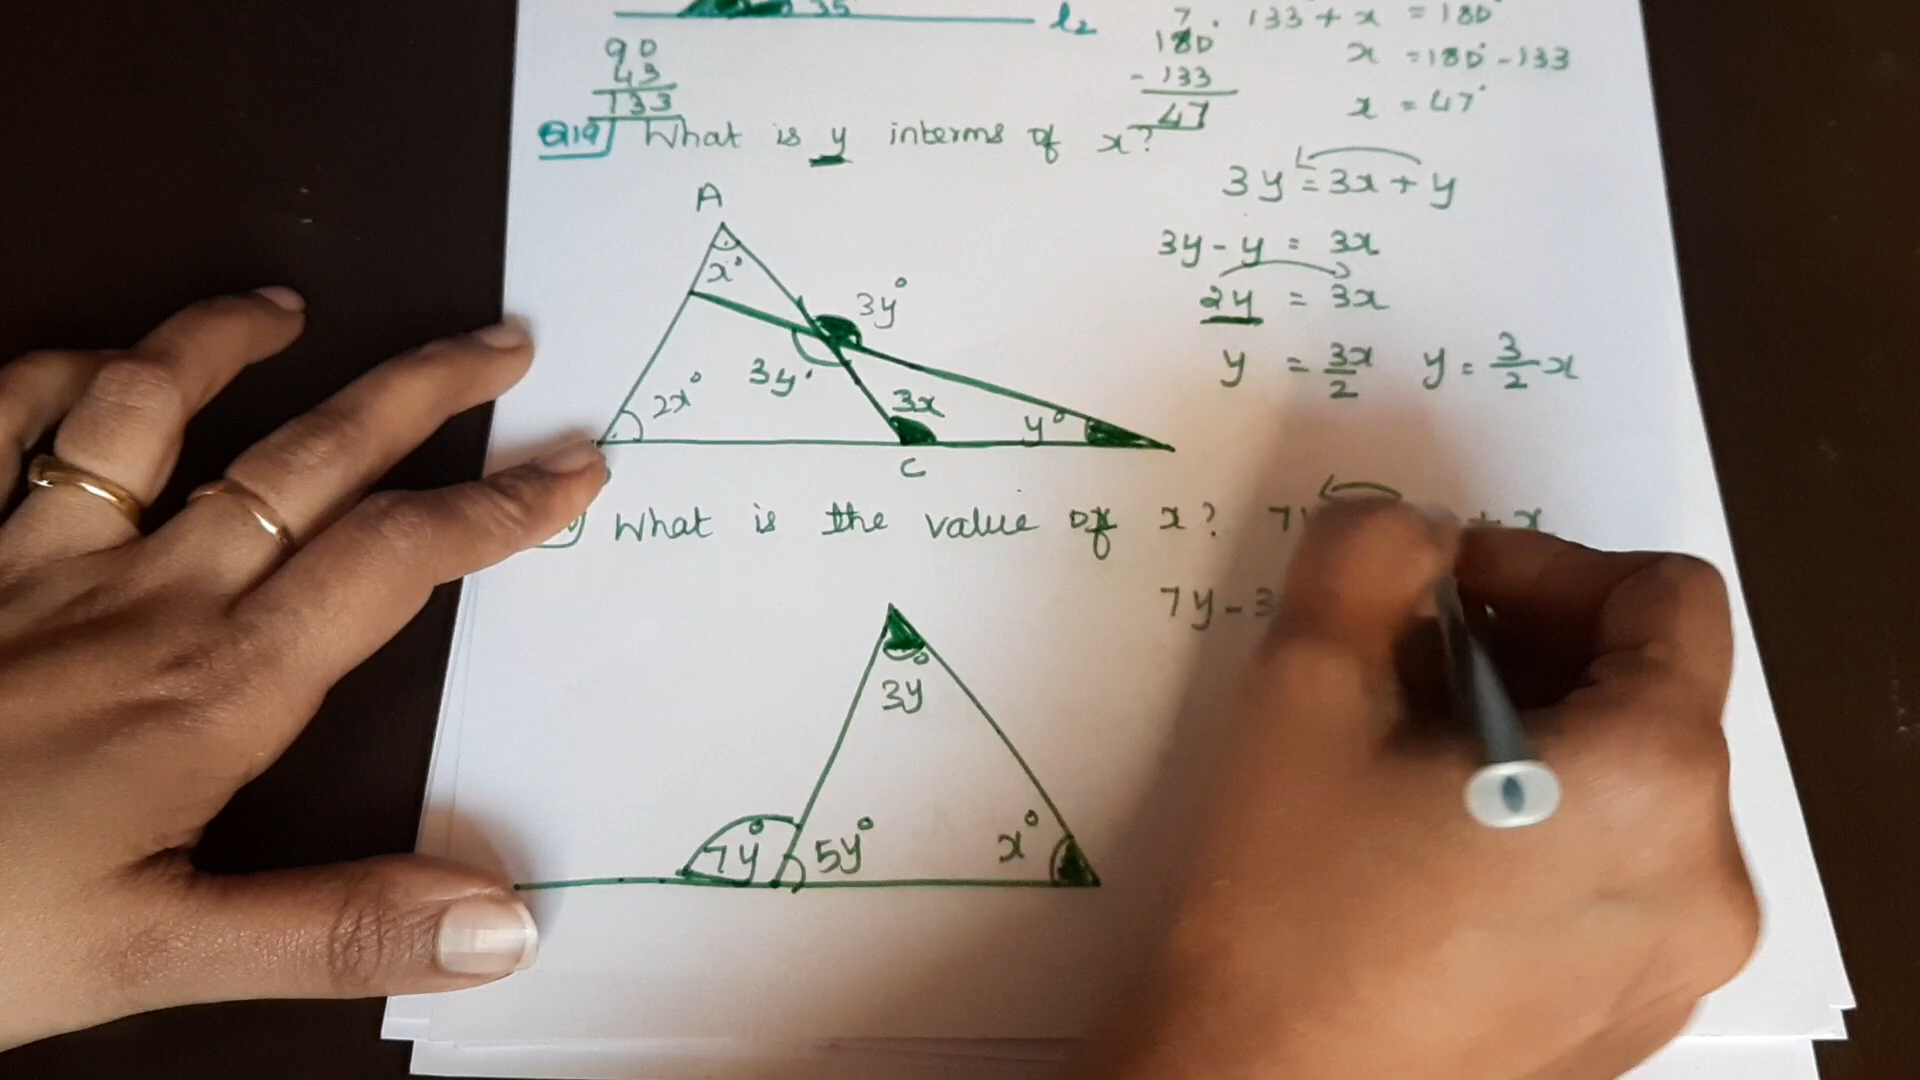 35
l₂
90
43
133
7
180
- 133
47
133 + x = 180°
x = 180° - 133
x = 47°
Q19) What is y interms of x?
3y = 3x + y
3y - y = 3x
2y = 3x
y = 3x/2 y = 3/2 x
A
x°
3y°
3y°
2x°
3x
y°
C
What is the value of x?
+ x
7y - 3
3y°
7y°
5y°
x°